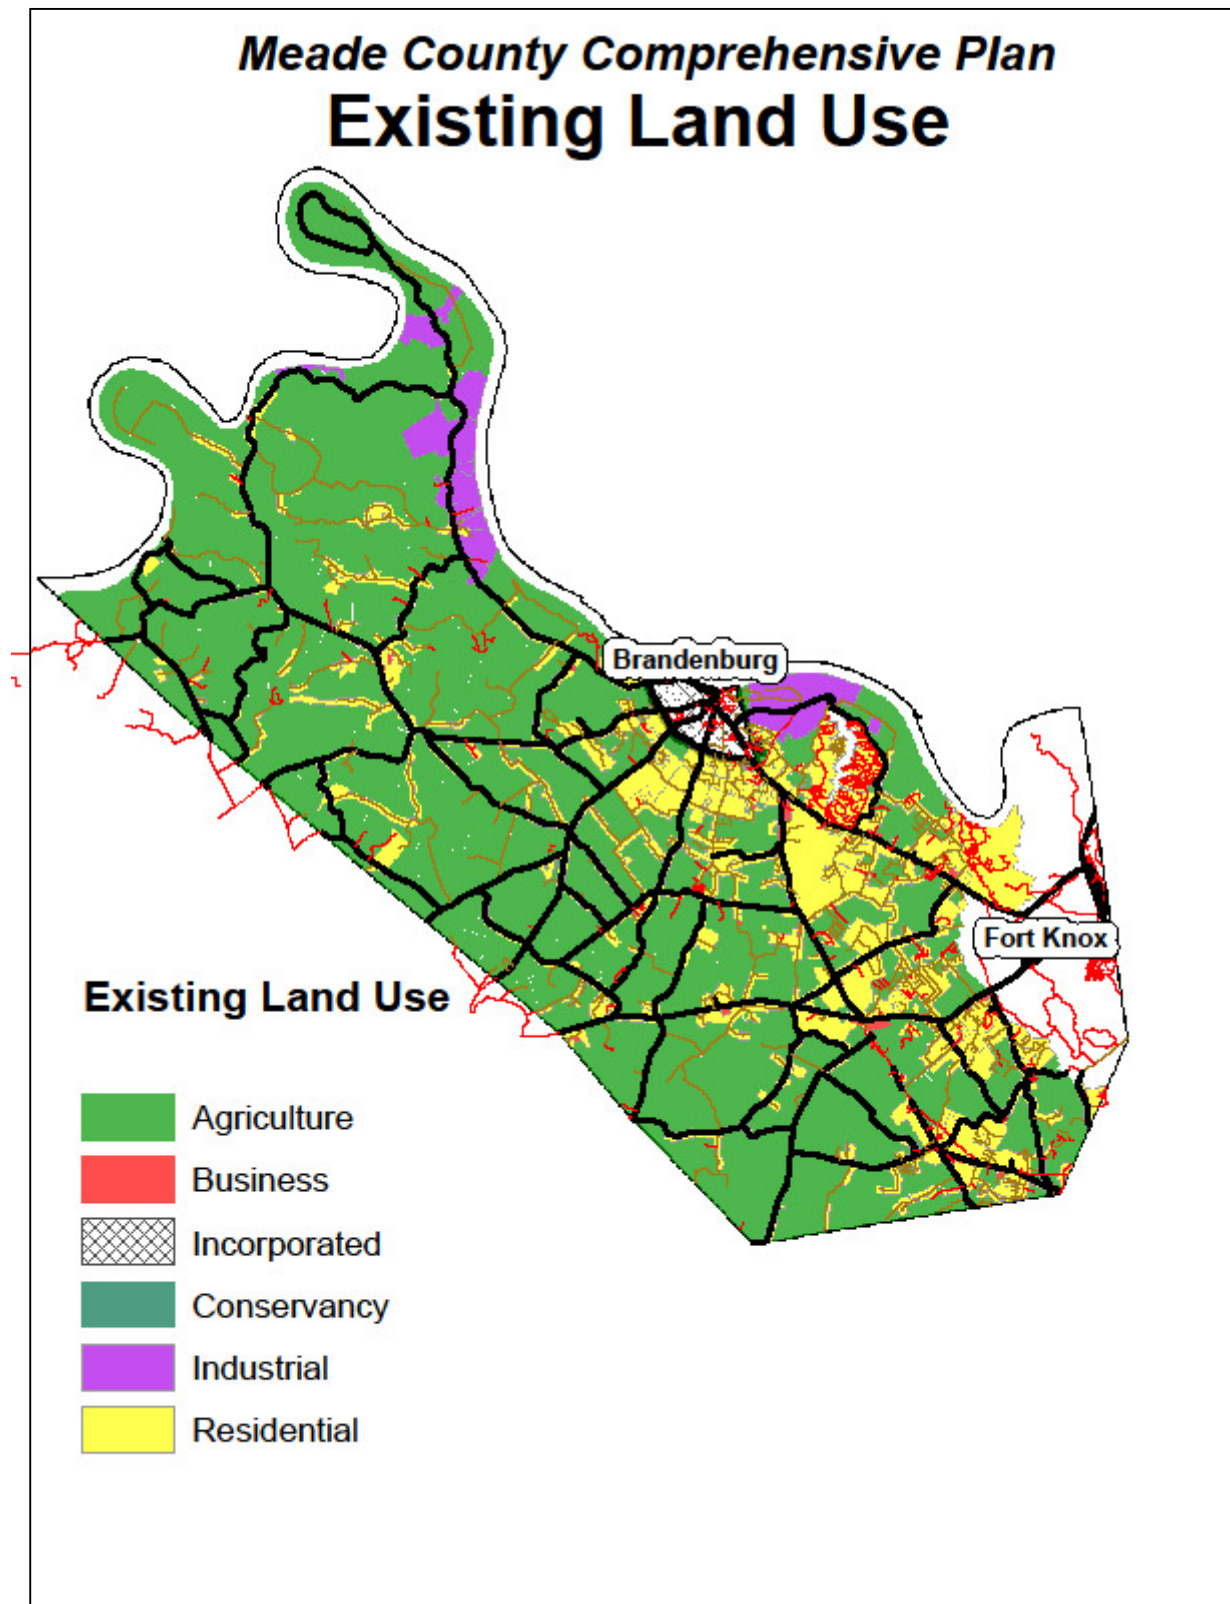 Meade County Comprehensive Plan
Existing Land Use
Brandenburg
Fort Knox
Existing Land Use
Agriculture
Business
Incorporated
Conservancy
Industrial
Residential